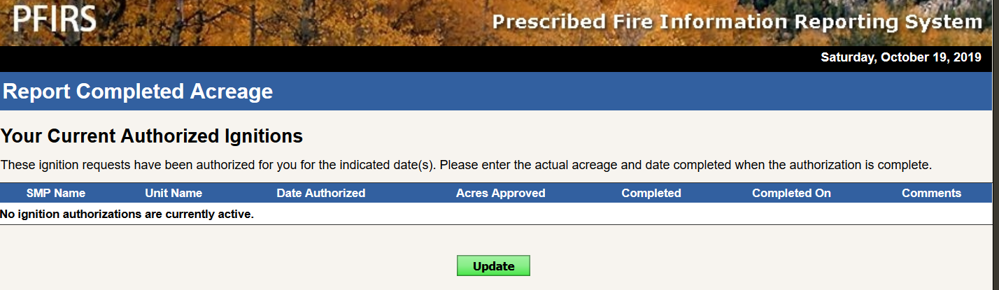 PFIRS
Prescribed Fire Information Reporting System
Saturday, October 19, 2019
Report Completed Acreage
Your Current Authorized Ignitions
These ignition requests have been authorized for you for the indicated date(s). Please enter the actual acreage and date completed when the authorization is complete.
SMP Name Unit Name Date Authorized Acres Approved Completed Completed On Comments
No ignition authorizations are currently active.
Update